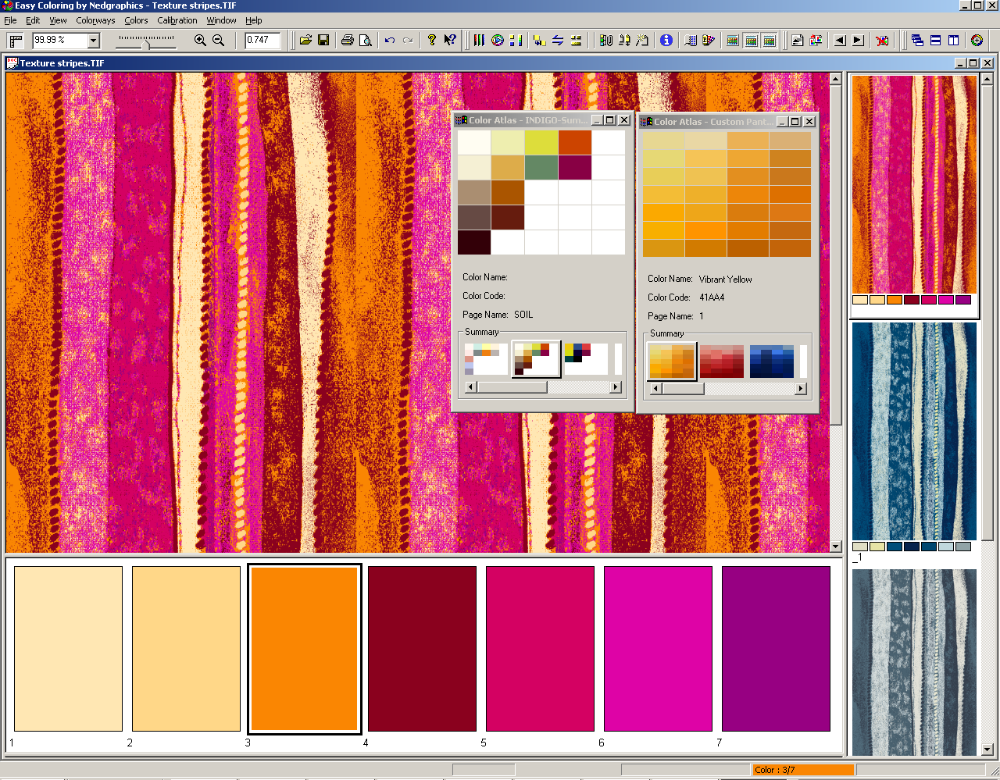 Easy Coloring by Nedgraphics - Texture stripes.TIF
File Edit View Colorways Colors Calibration Window Help
99.99 % 0.747
Texture stripes.TIF
Color Atlas - INDIGO-Sum...
Color Name:
Color Code:
Page Name: SOIL
Summary
Color Atlas - Custom Pant...
Color Name: Vibrant Yellow
Color Code: 41AA4
Page Name: 1
Summary
_1
1 2 3 4 5 6 7
Color : 3/7